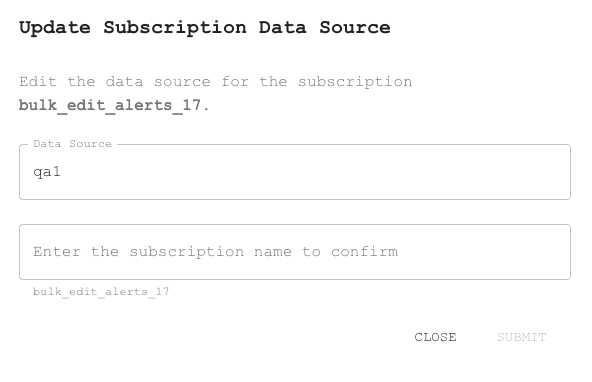 Update Subscription Data Source
Edit the data source for the subscription
bulk_edit_alerts_17.
Data Source
qa1
Enter the subscription name to confirm
bulk_edit_alerts_17
CLOSE SUBMIT